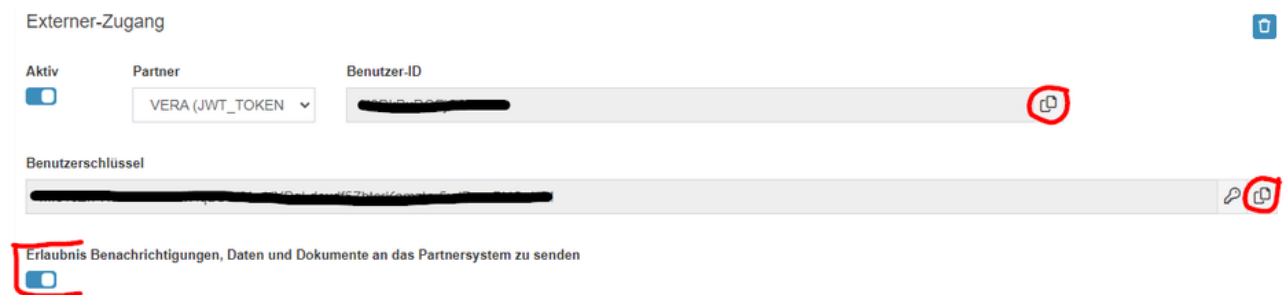 Externer-Zugang
Aktiv Partner Benutzer-ID
VERA (JWT_TOKEN
Benutzerschlüssel
Erlaubnis Benachrichtigungen, Daten und Dokumente an das Partnersystem zu senden